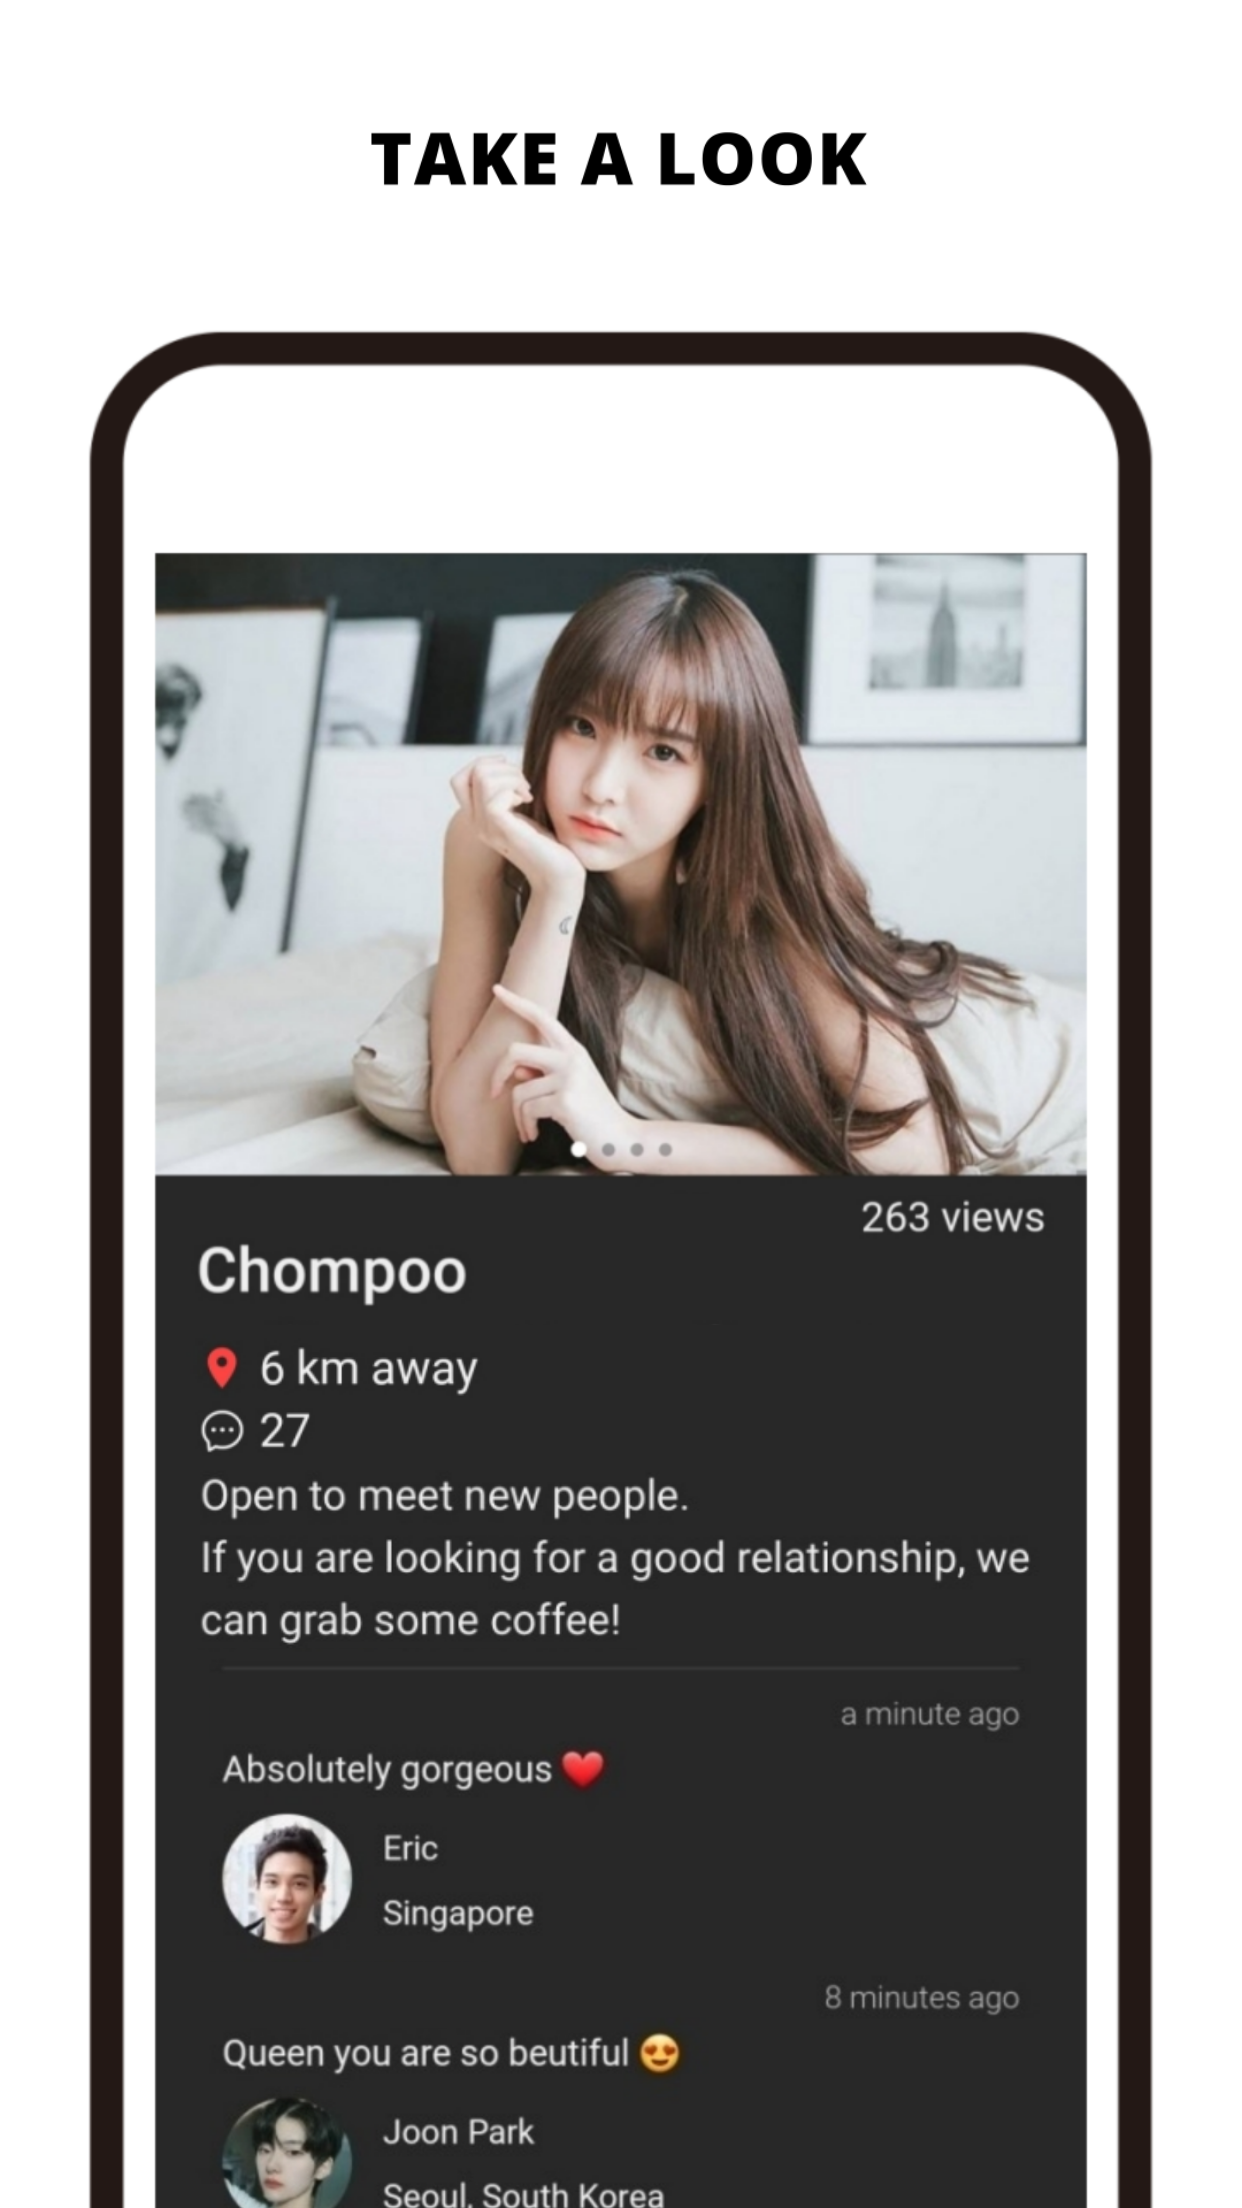 TAKE A LOOK
263 views
Chompoo
6 km away
27
Open to meet new people.
If you are looking for a good relationship, we
can grab some coffee!
a minute ago
Absolutely gorgeous ❤️
Eric
Singapore
8 minutes ago
Queen you are so beutiful 😍
Joon Park
Seoul, South Korea